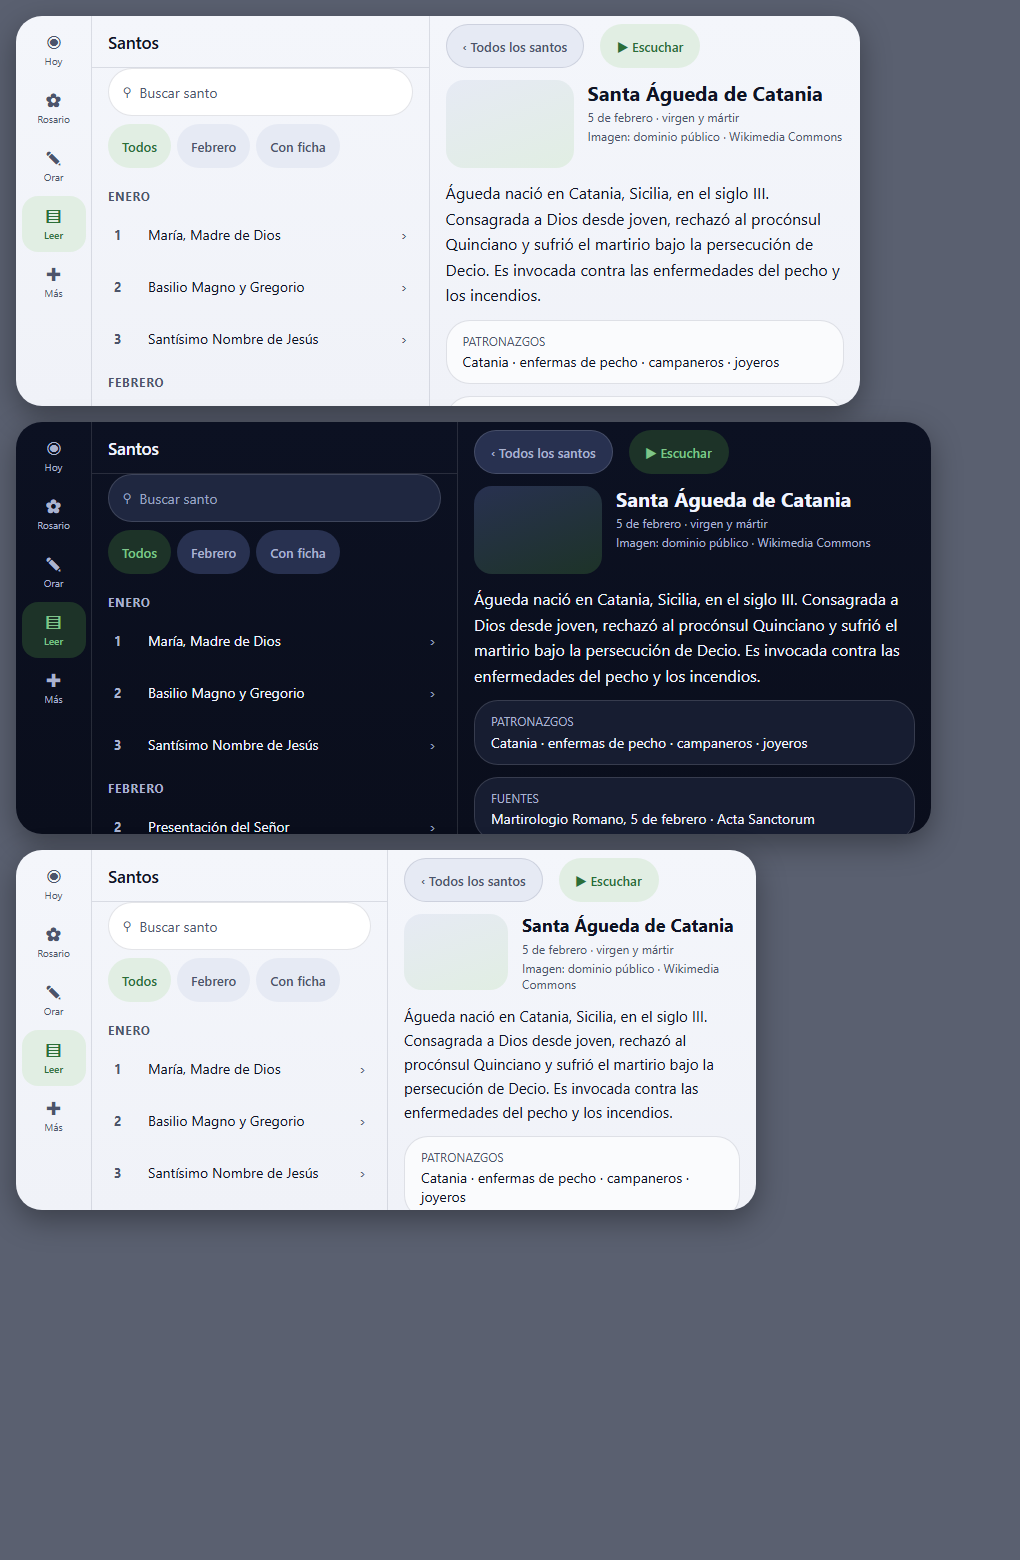 Hoy
Rosario
Orar
Leer
Más
Santos
Buscar santo
Todos
Febrero
Con ficha
ENERO
1 María, Madre de Dios ›
2 Basilio Magno y Gregorio ›
3 Santísimo Nombre de Jesús ›
FEBRERO
‹ Todos los santos
▶ Escuchar
Santa Águeda de Catania
5 de febrero · virgen y mártir
Imagen: dominio público · Wikimedia Commons
Águeda nació en Catania, Sicilia, en el siglo III.
Consagrada a Dios desde joven, rechazó al procónsul
Quinciano y sufrió el martirio bajo la persecución de
Decio. Es invocada contra las enfermedades del pecho y
los incendios.
PATRONAZGOS
Catania · enfermas de pecho · campaneros · joyeros
Hoy
Rosario
Orar
Leer
Más
Santos
Buscar santo
Todos
Febrero
Con ficha
ENERO
1 María, Madre de Dios ›
2 Basilio Magno y Gregorio ›
3 Santísimo Nombre de Jesús ›
FEBRERO
2 Presentación del Señor ›
‹ Todos los santos
▶ Escuchar
Santa Águeda de Catania
5 de febrero · virgen y mártir
Imagen: dominio público · Wikimedia Commons
Águeda nació en Catania, Sicilia, en el siglo III. Consagrada a
Dios desde joven, rechazó al procónsul Quinciano y sufrió el
martirio bajo la persecución de Decio. Es invocada contra las
enfermedades del pecho y los incendios.
PATRONAZGOS
Catania · enfermas de pecho · campaneros · joyeros
FUENTES
Martirologio Romano, 5 de febrero · Acta Sanctorum
Hoy
Rosario
Orar
Leer
Más
Santos
Buscar santo
Todos
Febrero
Con ficha
ENERO
1 María, Madre de Dios ›
2 Basilio Magno y Gregorio ›
3 Santísimo Nombre de Jesús ›
‹ Todos los santos
▶ Escuchar
Santa Águeda de Catania
5 de febrero · virgen y mártir
Imagen: dominio público · Wikimedia
Commons
Águeda nació en Catania, Sicilia, en el siglo III.
Consagrada a Dios desde joven, rechazó al
procónsul Quinciano y sufrió el martirio bajo la
persecución de Decio. Es invocada contra las
enfermedades del pecho y los incendios.
PATRONAZGOS
Catania · enfermas de pecho · campaneros ·
joyeros